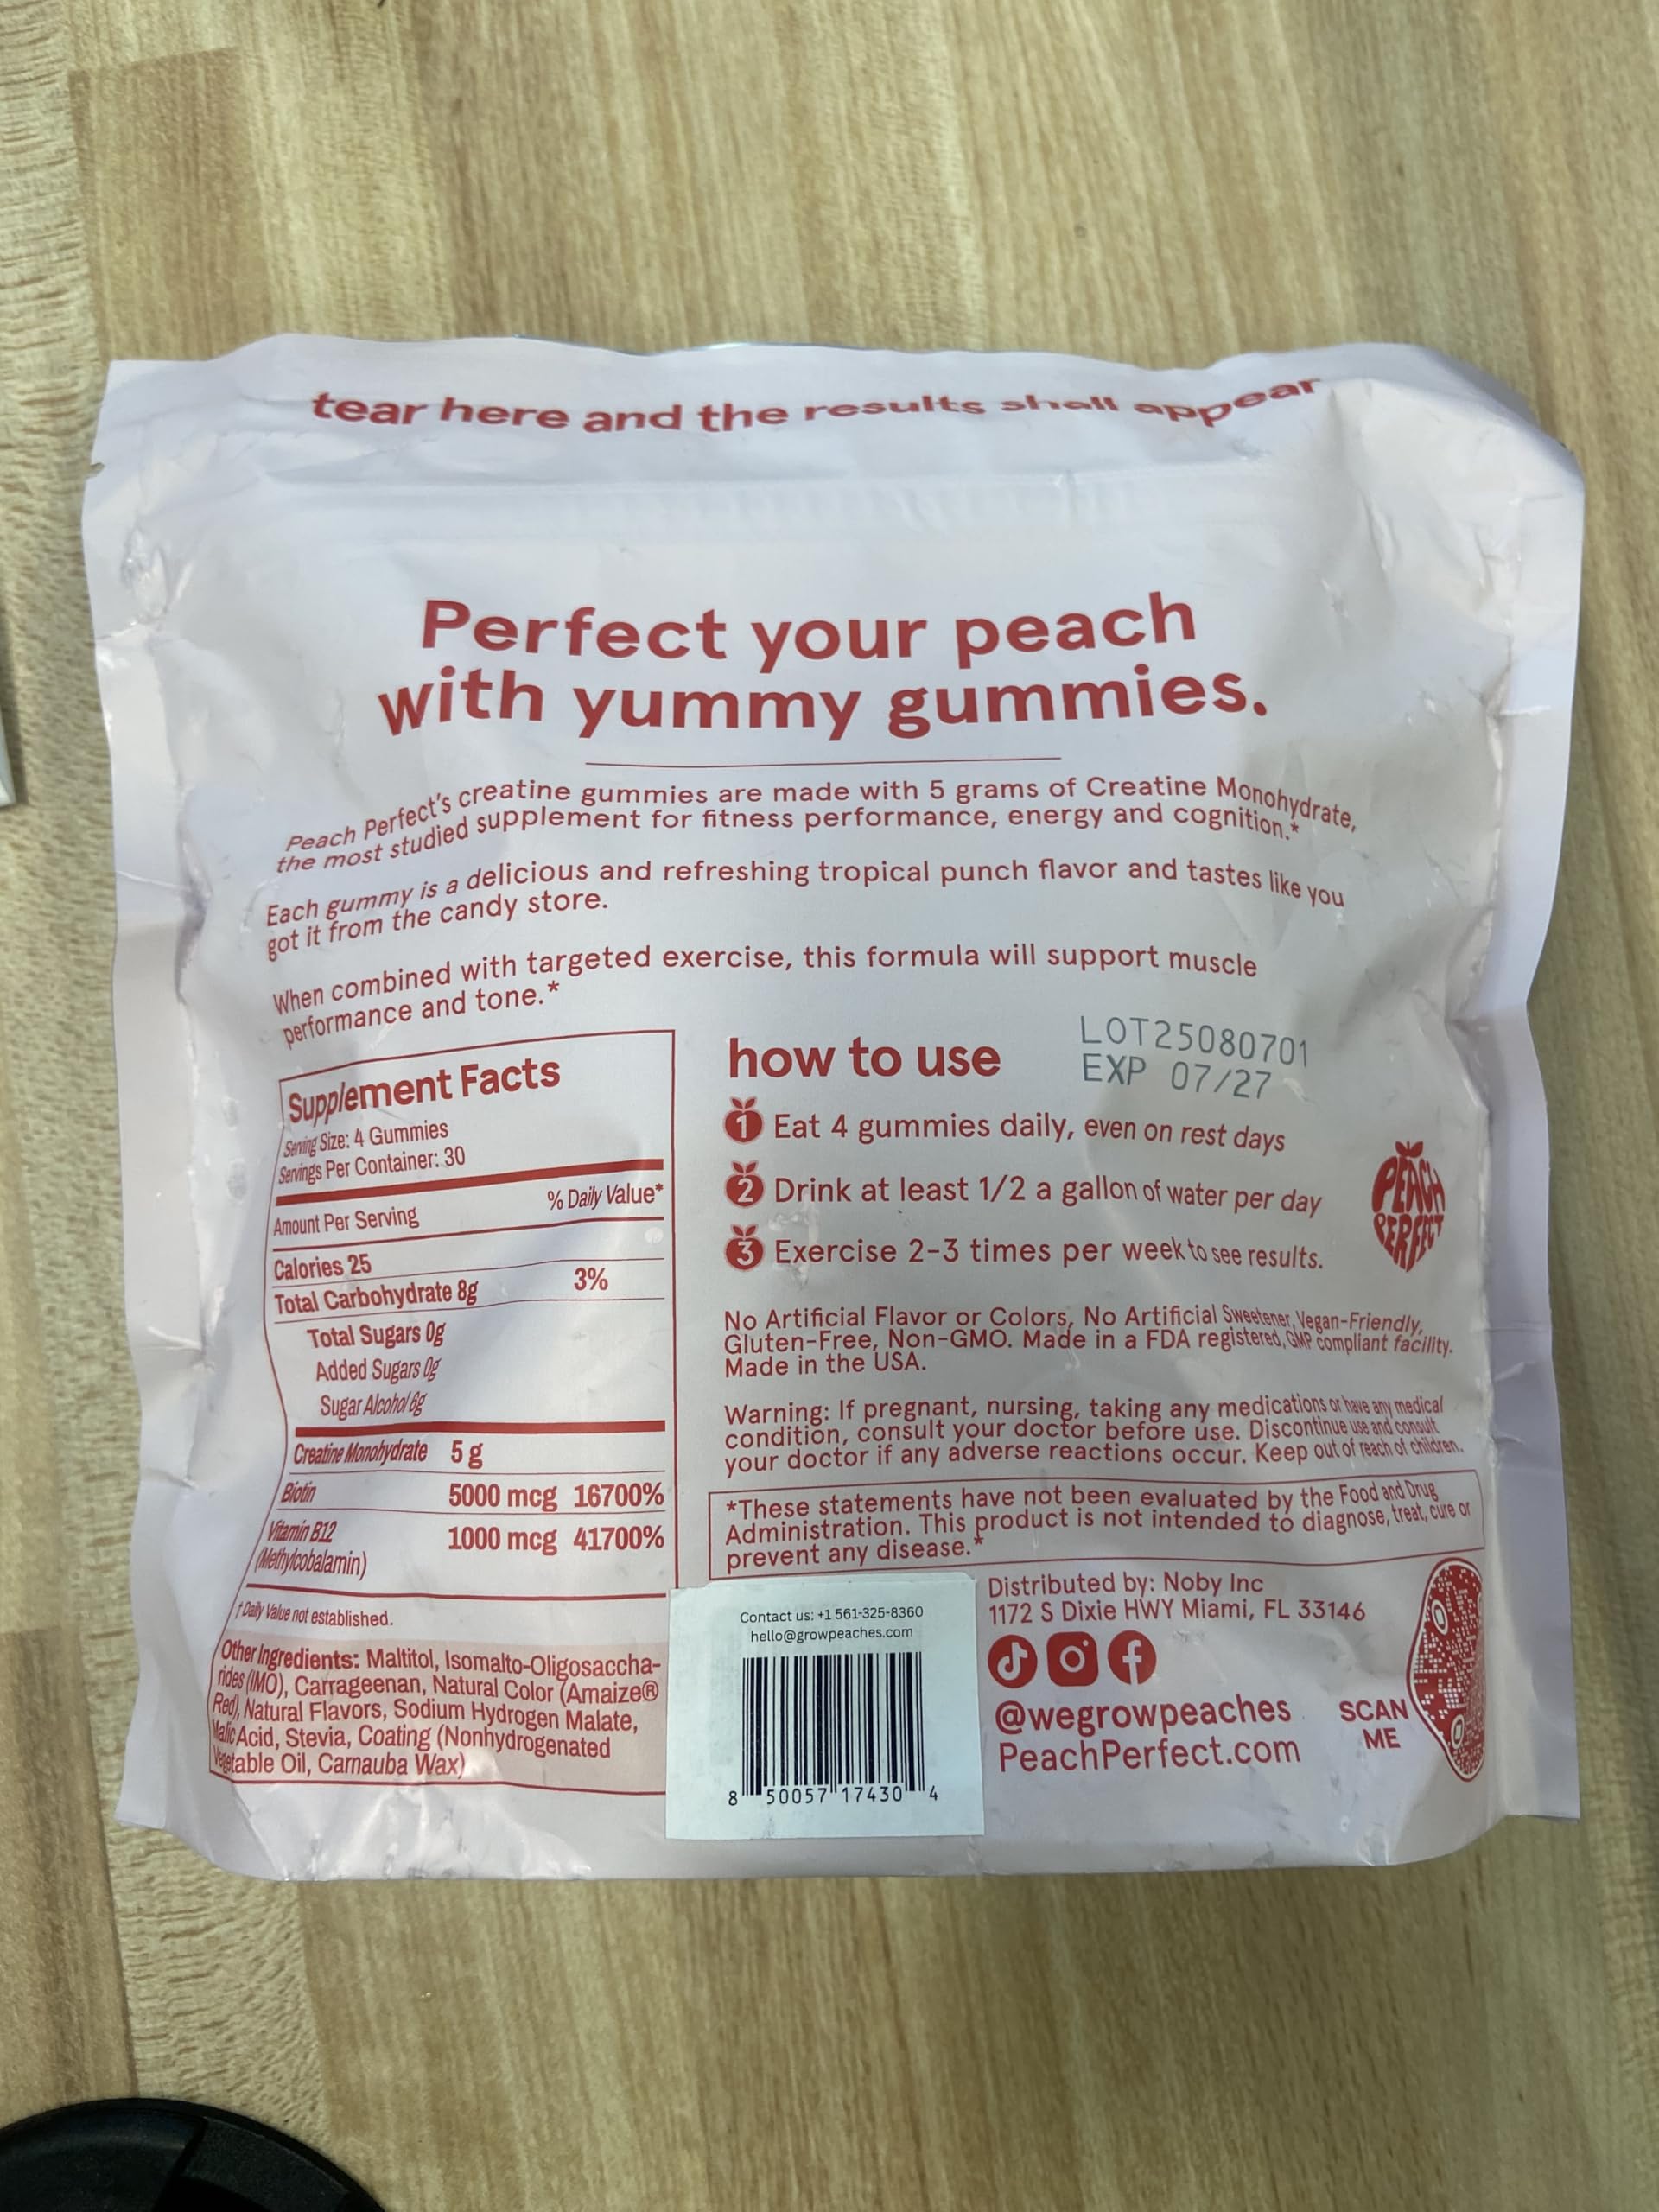 tear here and the results shall appear
Perfect your peach
with yummy gummies.
Peach Perfect's creatine gummies are made with 5 grams of Creatine Monohydrate,
the most studied supplement for fitness performance, energy and cognition.*
Each gummy is a delicious and refreshing tropical punch flavor and tastes like you
got it from the candy store.
When combined with targeted exercise, this formula will support muscle
performance and tone.*
Supplement Facts
Serving Size: 4 Gummies
Servings Per Container: 30
% Daily Value*
Amount Per Serving
Calories 25
Total Carbohydrate 8g 3%
Total Sugars 0g
Added Sugars 0g
Sugar Alcohol 6g
Creatine Monohydrate 5 g
Biotin 5000 mcg 16700%
Vitamin B12 1000 mcg 41700%
(Methylcobalamin)
† Daily Value not established.
Other Ingredients: Maltitol, Isomalto-Oligosaccha-
rides (IMO), Carrageenan, Natural Color (Amaize®
Red), Natural Flavors, Sodium Hydrogen Malate,
Malic Acid, Stevia, Coating (Nonhydrogenated
Vegetable Oil, Carnauba Wax)
how to use
LOT25080701
EXP 07/27
1 Eat 4 gummies daily, even on rest days
2 Drink at least 1/2 a gallon of water per day
3 Exercise 2-3 times per week to see results.
PEACH
PERFECT
No Artificial Flavor or Colors, No Artificial Sweetener, Vegan-Friendly,
Gluten-Free, Non-GMO. Made in a FDA registered, GMP compliant facility.
Made in the USA.
Warning: If pregnant, nursing, taking any medications or have any medical
condition, consult your doctor before use. Discontinue use and consult
your doctor if any adverse reactions occur. Keep out of reach of children.
*These statements have not been evaluated by the Food and Drug
Administration. This product is not intended to diagnose, treat, cure or
prevent any disease.*
Contact us: +1 561-325-8360
hello@growpeaches.com
8 50057 17430 4
Distributed by: Noby Inc
1172 S Dixie HWY Miami, FL 33146
@wegrowpeaches
PeachPerfect.com
SCAN
ME